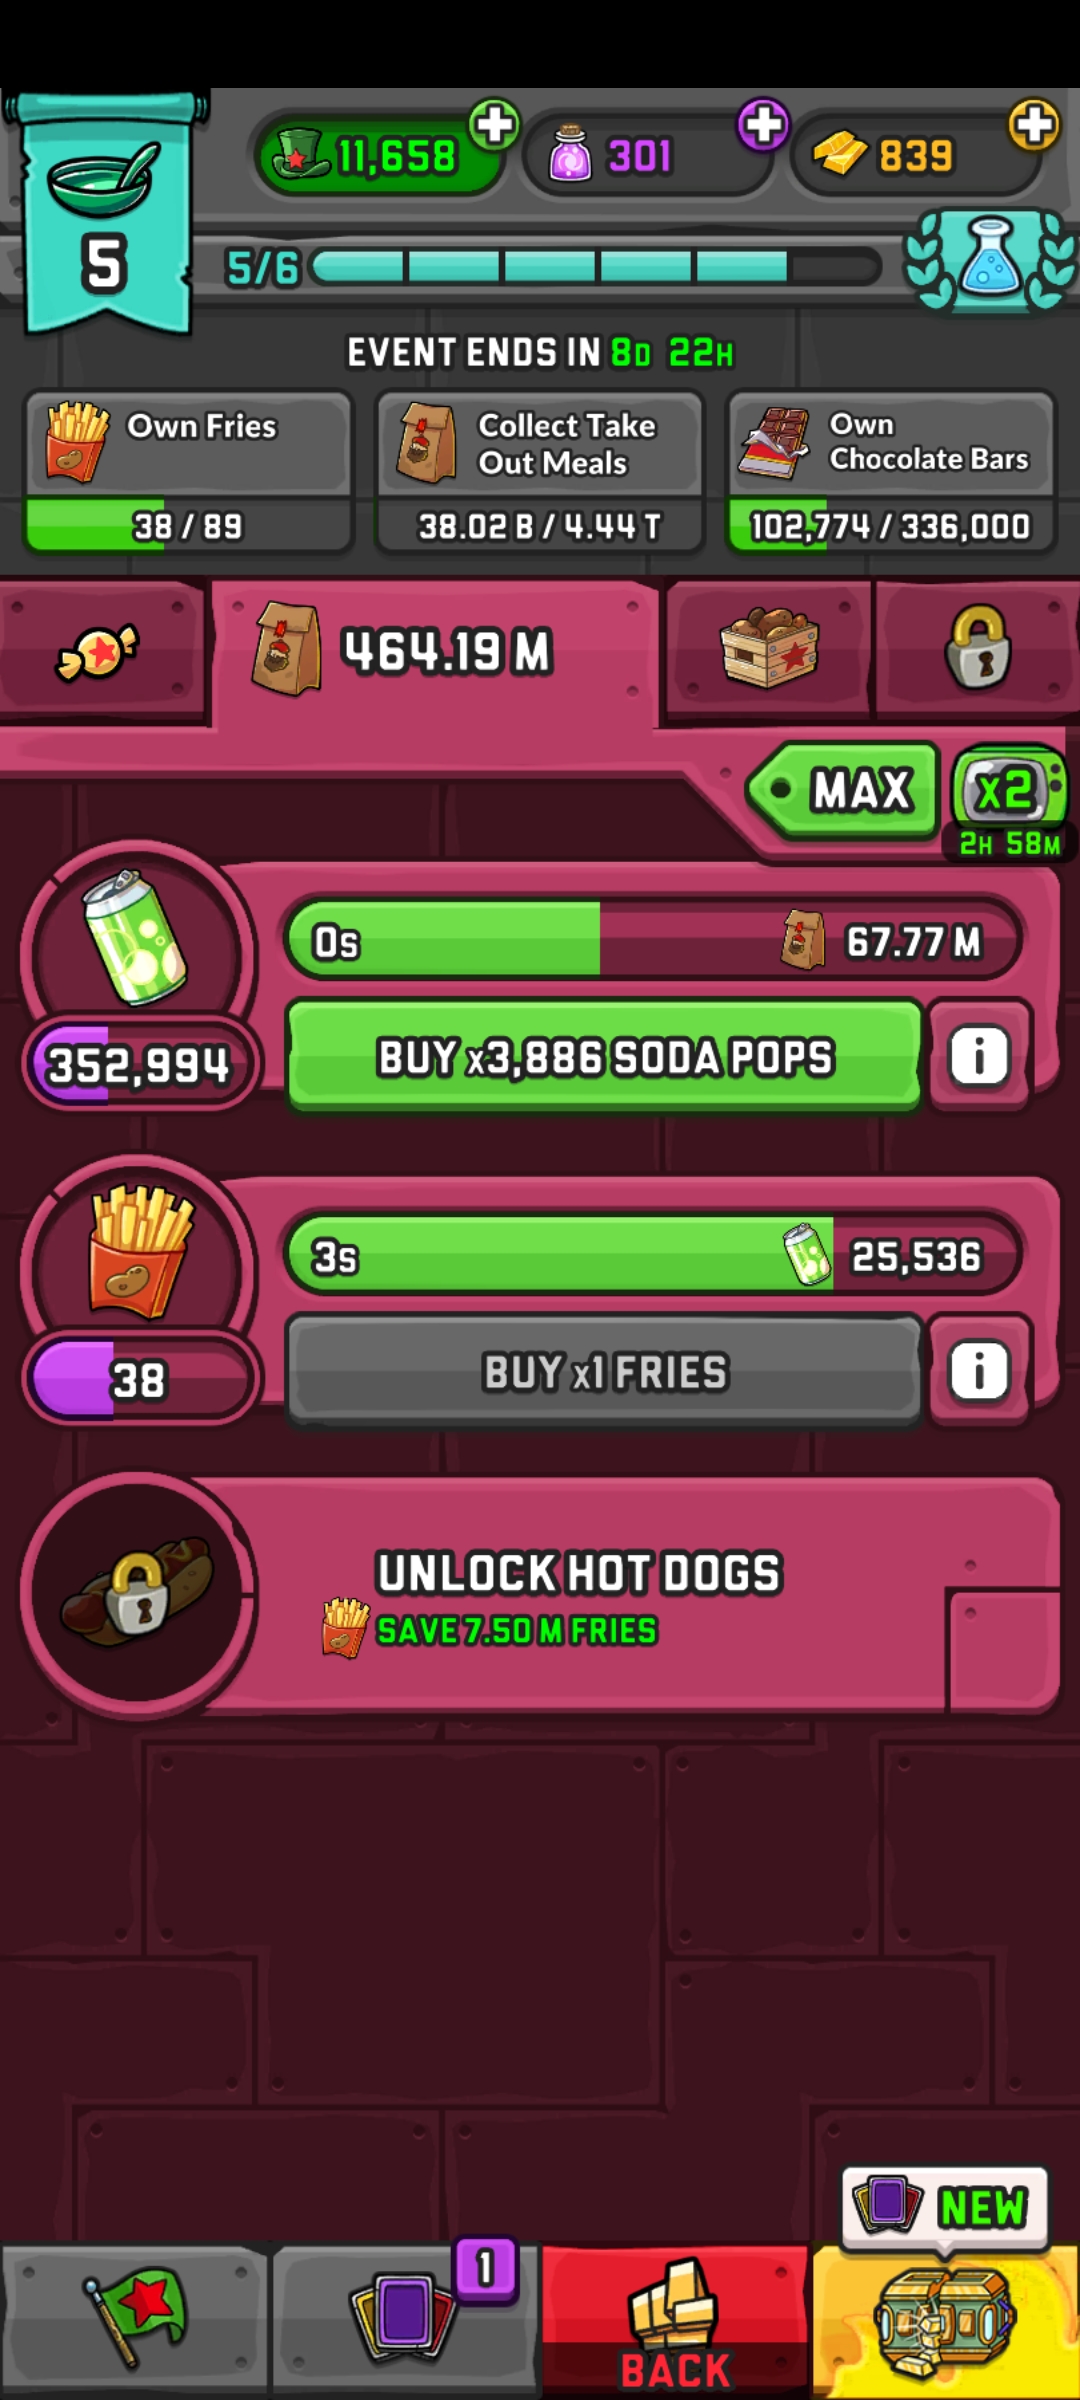 11,658
301
839
5
5/6
EVENT ENDS IN 8D 22H
Own Fries
38 / 89
Collect Take
Out Meals
38.02 B / 4.44 T
Own
Chocolate Bars
102,774 / 336,000
464.19 M
MAX
x2
2H 58M
0s
67.77 M
352,994
BUY x3,886 SODA POPS
i
3s
25,536
38
BUY x1 FRIES
i
UNLOCK HOT DOGS
SAVE 7.50 M FRIES
NEW
1
BACK